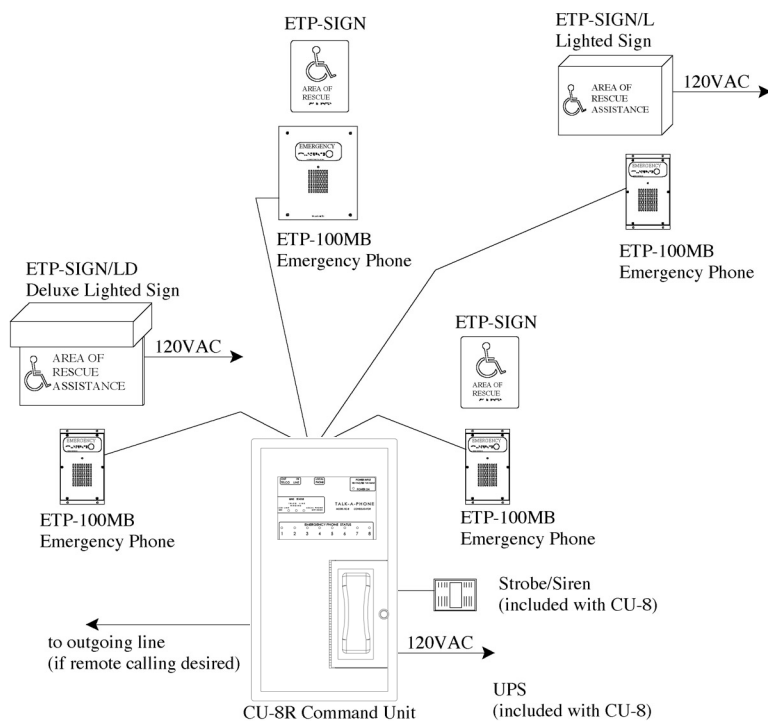 ETP-SIGN
AREA OF
RESCUE
ETP-SIGN/L
Lighted Sign
AREA OF
RESCUE
ASSISTANCE
120VAC
EMERGENCY
ETP-100MB
Emergency Phone
EMERGENCY
ETP-100MB
Emergency Phone
ETP-SIGN/LD
Deluxe Lighted Sign
AREA OF
RESCUE
ASSISTANCE
120VAC
ETP-SIGN
AREA OF
RESCUE
EMERGENCY
ETP-100MB
Emergency Phone
EMERGENCY
ETP-100MB
Emergency Phone
TALK-A-PHONE
EMERGENCY PHONE STATUS
1 2 3 4 5 6 7 8
Strobe/Siren
(included with CU-8)
120VAC
to outgoing line
(if remote calling desired)
UPS
(included with CU-8)
CU-8R Command Unit